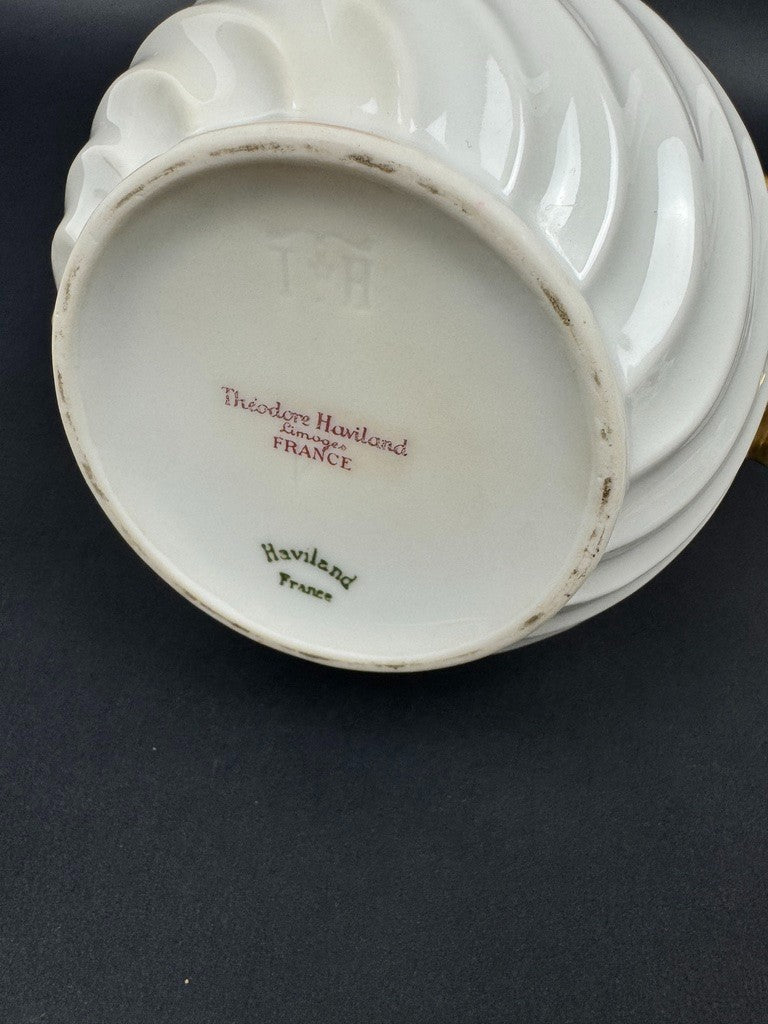 T & H
Théodore Haviland
Limoges
FRANCE
Haviland
France